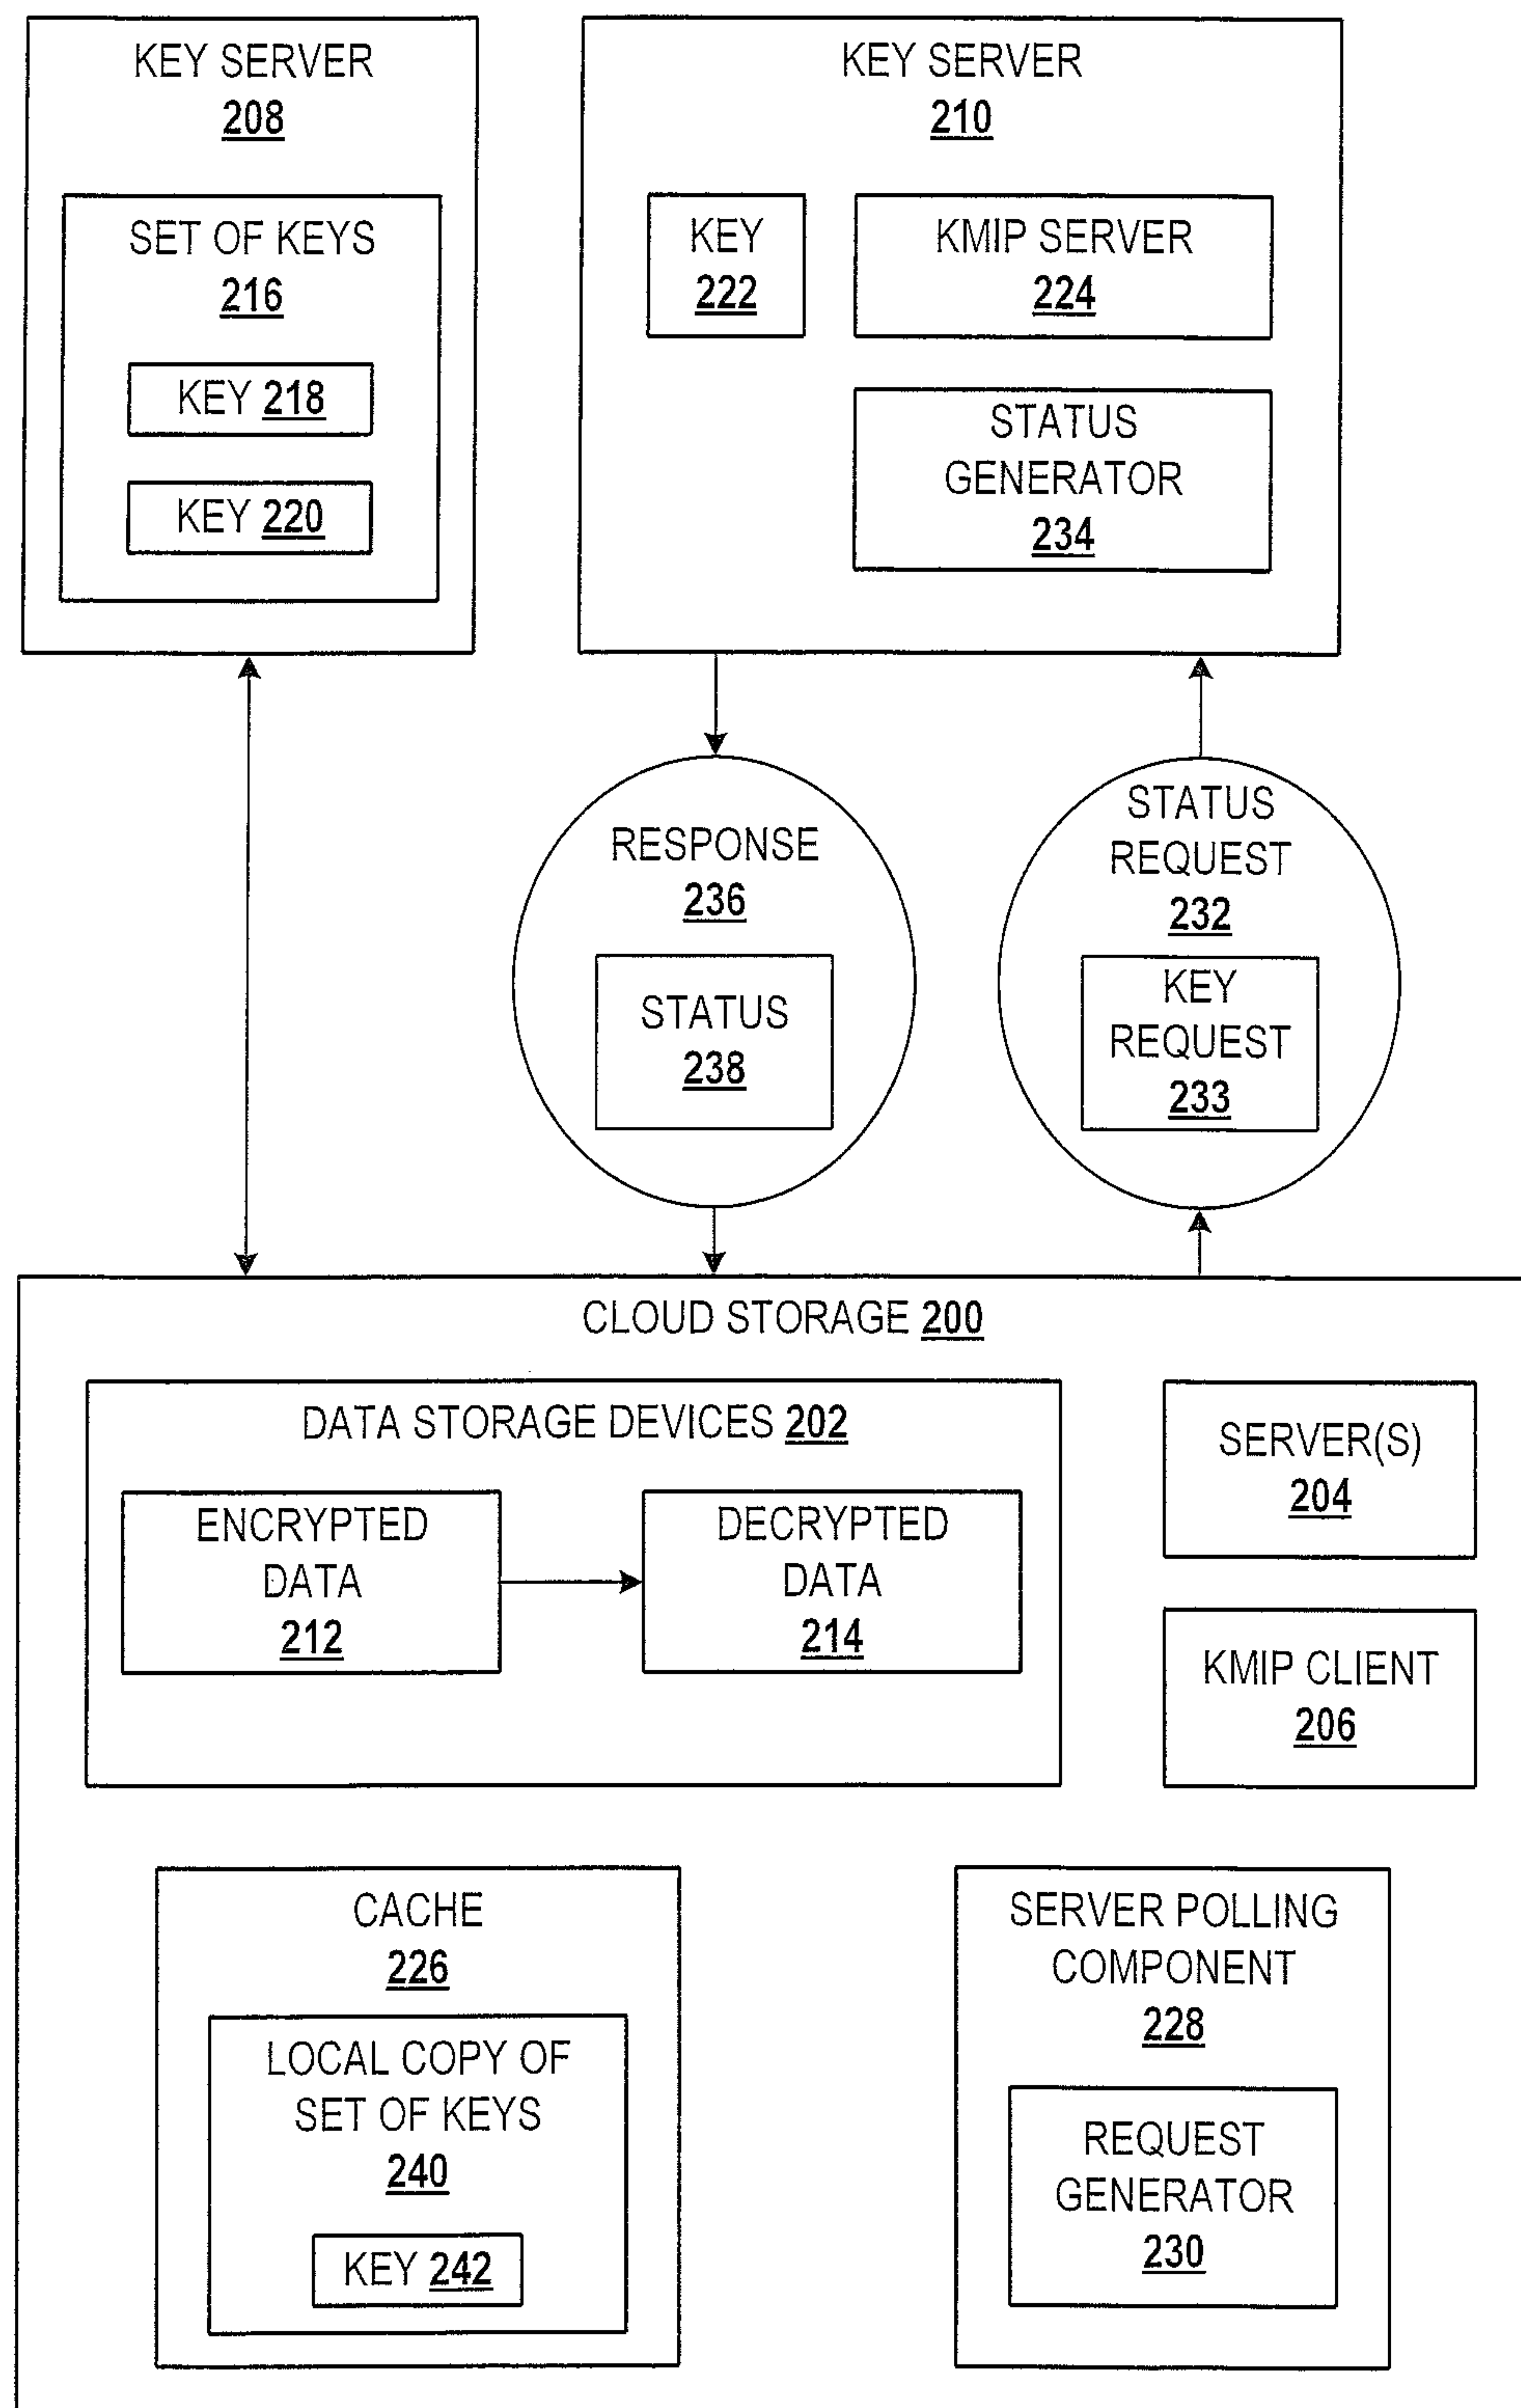 KEY SERVER
208
SET OF KEYS
216
KEY 218
KEY 220
KEY SERVER
210
KEY
222
KMIP SERVER
224
STATUS
GENERATOR
234
RESPONSE
236
STATUS
238
STATUS
REQUEST
232
KEY
REQUEST
233
CLOUD STORAGE 200
DATA STORAGE DEVICES 202
ENCRYPTED
DATA
212
DECRYPTED
DATA
214
SERVER(S)
204
KMIP CLIENT
206
CACHE
226
LOCAL COPY OF
SET OF KEYS
240
KEY 242
SERVER POLLING
COMPONENT
228
REQUEST
GENERATOR
230